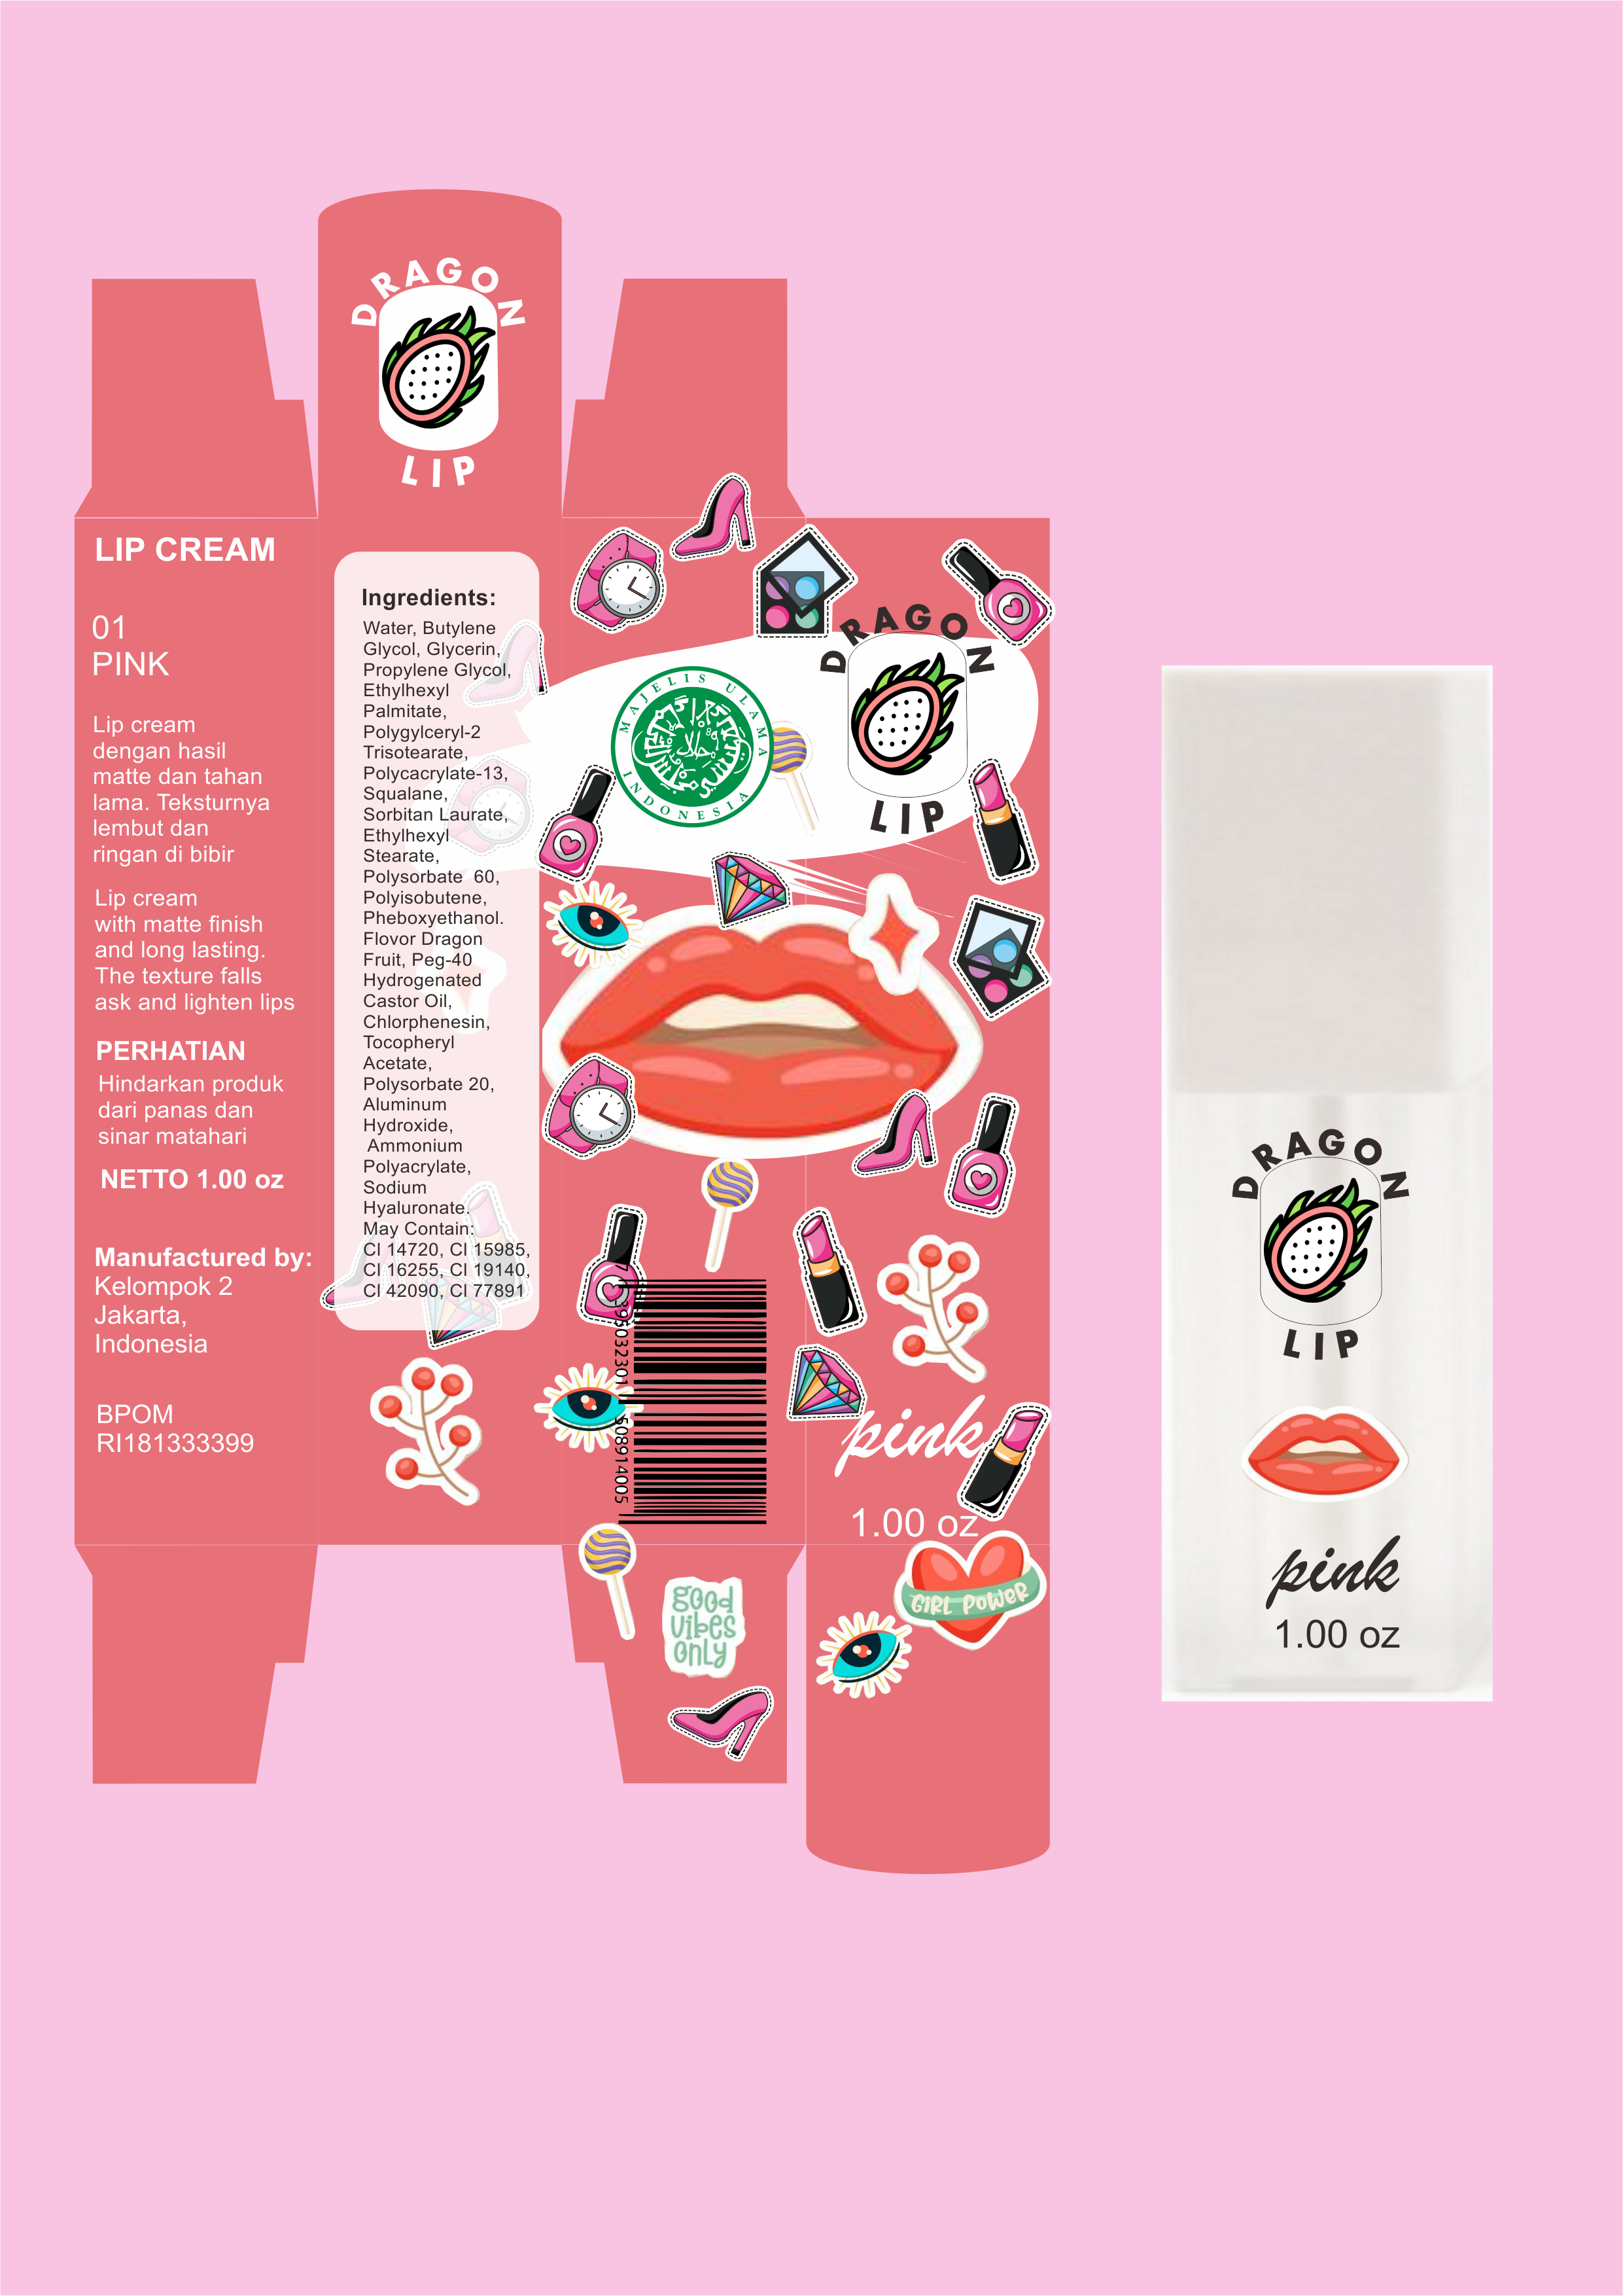 DRAGON
LIP
LIP CREAM
01
PINK
Lip cream
dengan hasil
matte dan tahan
lama. Teksturnya
lembut dan
ringan di bibir
Lip cream
with matte finish
and long lasting.
The texture falls
ask and lighten lips
PERHATIAN
Hindarkan produk
dari panas dan
sinar matahari
NETTO 1.00 oz
Manufactured by:
Kelompok 2
Jakarta,
Indonesia
BPOM
RI181333399
Ingredients:
Water, Butylene
Glycol, Glycerin,
Propylene Glycol,
Ethylhexyl
Palmitate,
Polygylceryl-2
Trisotearate,
Polycacrylate-13,
Squalane,
Sorbitan Laurate,
Ethylhexyl
Stearate,
Polysorbate 60,
Polyisobutene,
Pheboxyethanol.
Flovor Dragon
Fruit, Peg-40
Hydrogenated
Castor Oil,
Chlorphenesin,
Tocopheryl
Acetate,
Polysorbate 20,
Aluminum
Hydroxide,
Ammonium
Polyacrylate,
Sodium
Hyaluronate.
May Contain:
CI 14720, CI 15985,
CI 16255, CI 19140,
CI 42090, CI 77891
MAJELIS ULAMA
INDONESIA
حلال
508914005
good
vibes
only
DRAGON
LIP
pink
1.00 oz
GIRL POWER
DRAGON
LIP
pink
1.00 oz